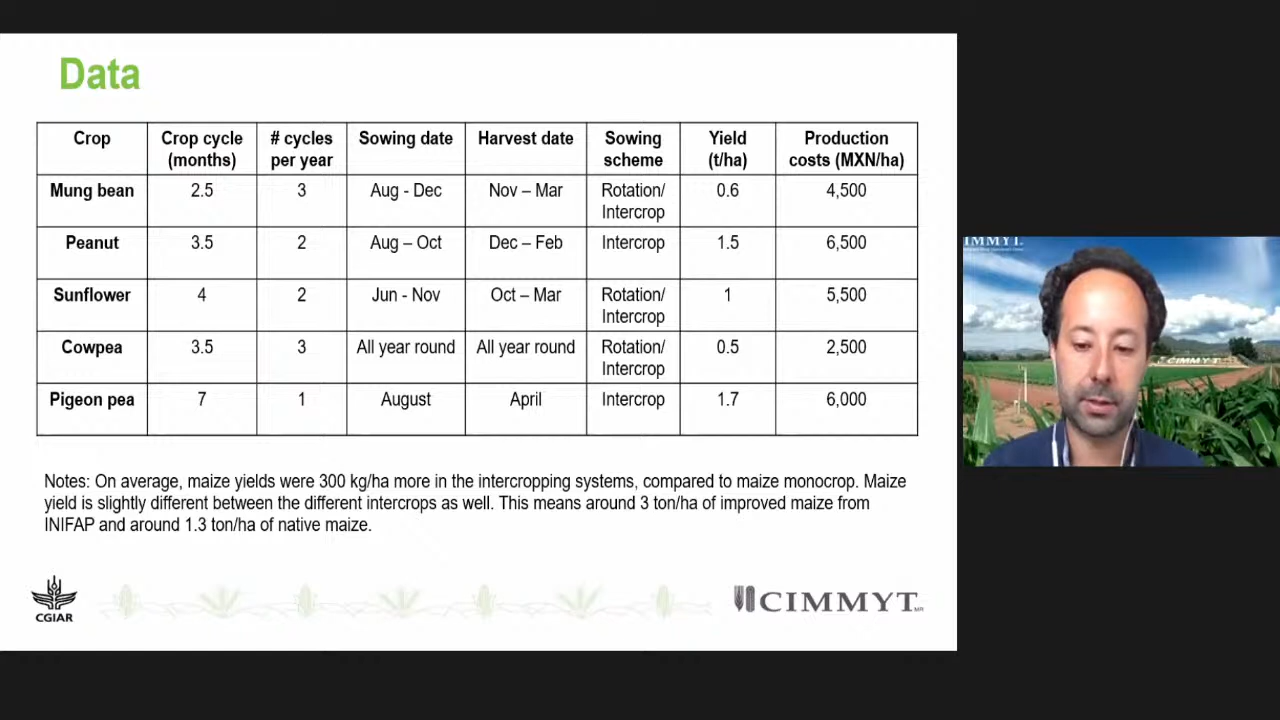 Data
Crop
Crop cycle
(months)
# cycles
per year
Sowing date
Harvest date
Sowing
scheme
Yield
(t/ha)
Production
costs (MXN/ha)
Mung bean
2.5
3
Aug - Dec
Nov – Mar
Rotation/
Intercrop
0.6
4,500
Peanut
3.5
2
Aug – Oct
Dec – Feb
Intercrop
1.5
6,500
Sunflower
4
2
Jun - Nov
Oct – Mar
Rotation/
Intercrop
1
5,500
Cowpea
3.5
3
All year round
All year round
Rotation/
Intercrop
0.5
2,500
Pigeon pea
7
1
August
April
Intercrop
1.7
6,000
Notes: On average, maize yields were 300 kg/ha more in the intercropping systems, compared to maize monocrop. Maize
yield is slightly different between the different intercrops as well. This means around 3 ton/ha of improved maize from
INIFAP and around 1.3 ton/ha of native maize.
CGIAR
CIMMYT
MR
IMMYT
CIMMYT